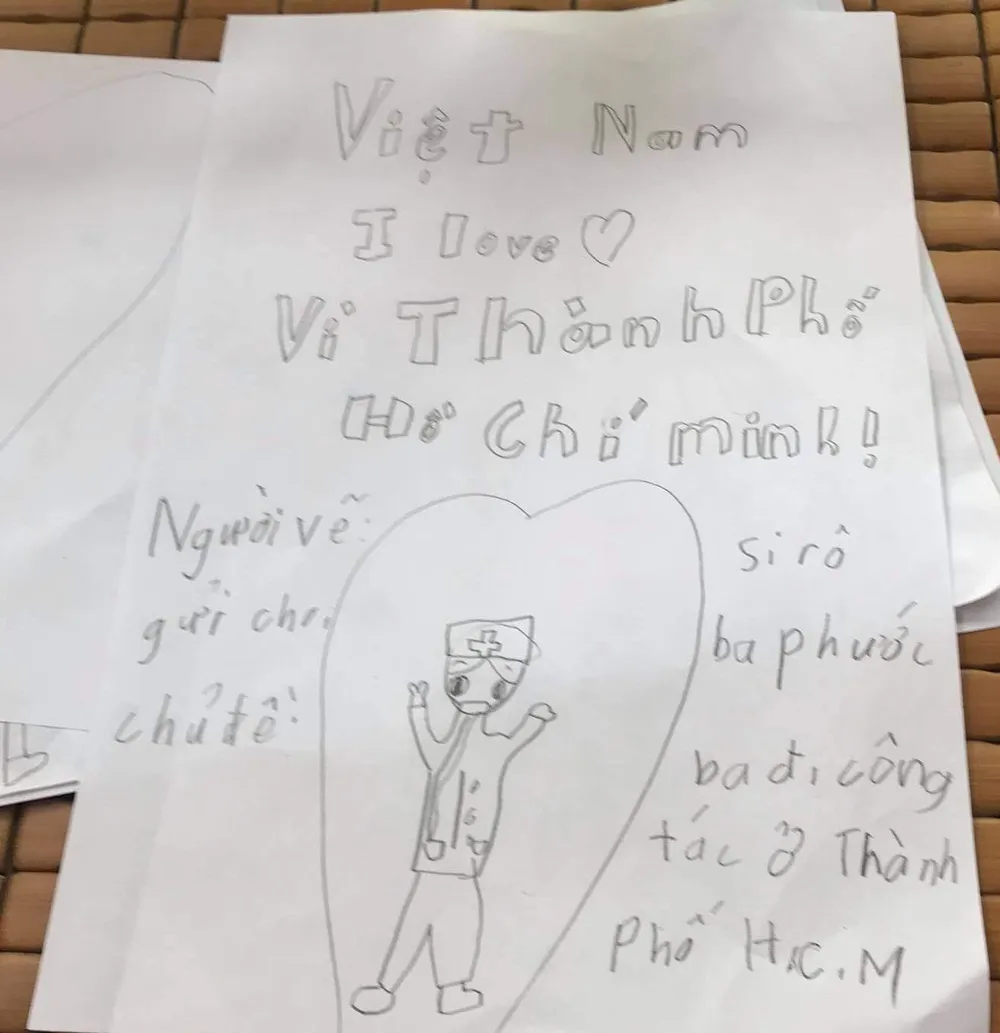 Việt Nam
I love ♡
Vì Thành Phố
Hồ Chí minh!
Người vẽ: si rô
gửi cho: ba phước
chủ đề: ba đi công
tác ở Thành
Phố H.C.M